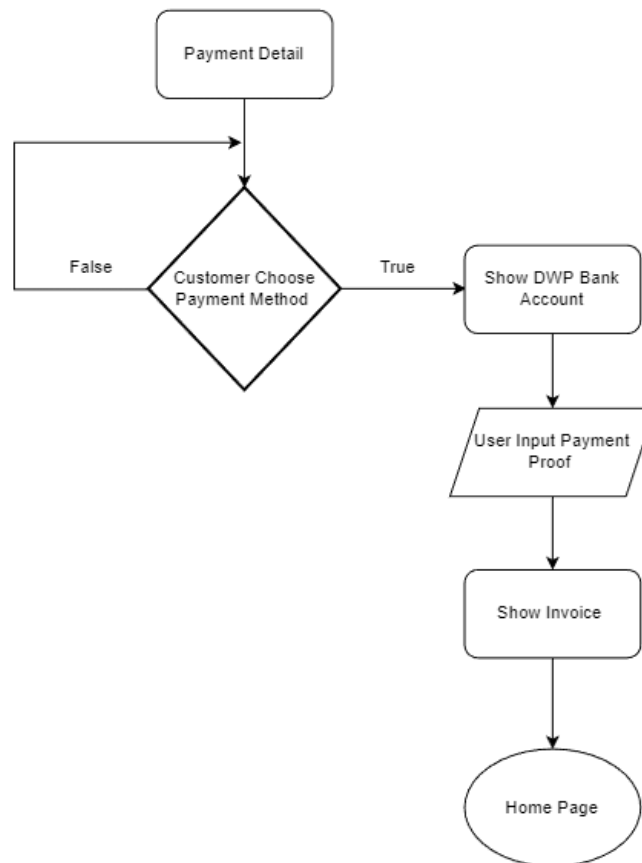 Payment Detail
False
Customer Choose
Payment Method
True
Show DWP Bank
Account
User Input Payment
Proof
Show Invoice
Home Page